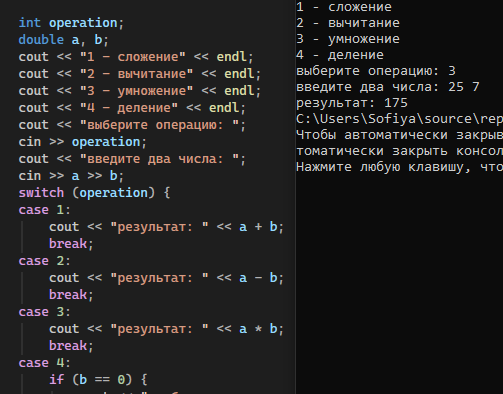 int operation;
double a, b;
cout << "1 - сложение" << endl;
cout << "2 - вычитание" << endl;
cout << "3 - умножение" << endl;
cout << "4 - деление" << endl;
cout << "выберите операцию: ";
cin >> operation;
cout << "введите два числа: ";
cin >> a >> b;
switch (operation) {
case 1:
cout << "результат: " << a + b;
break;
case 2:
cout << "результат: " << a - b;
break;
case 3:
cout << "результат: " << a * b;
break;
case 4:
if (b == 0) {
1 - сложение
2 - вычитание
3 - умножение
4 - деление
выберите операцию: 3
введите два числа: 25 7
результат: 175
C:\Users\Sofiya\source\rep
Чтобы автоматически закрыв
томатически закрыть консол
Нажмите любую клавишу, что